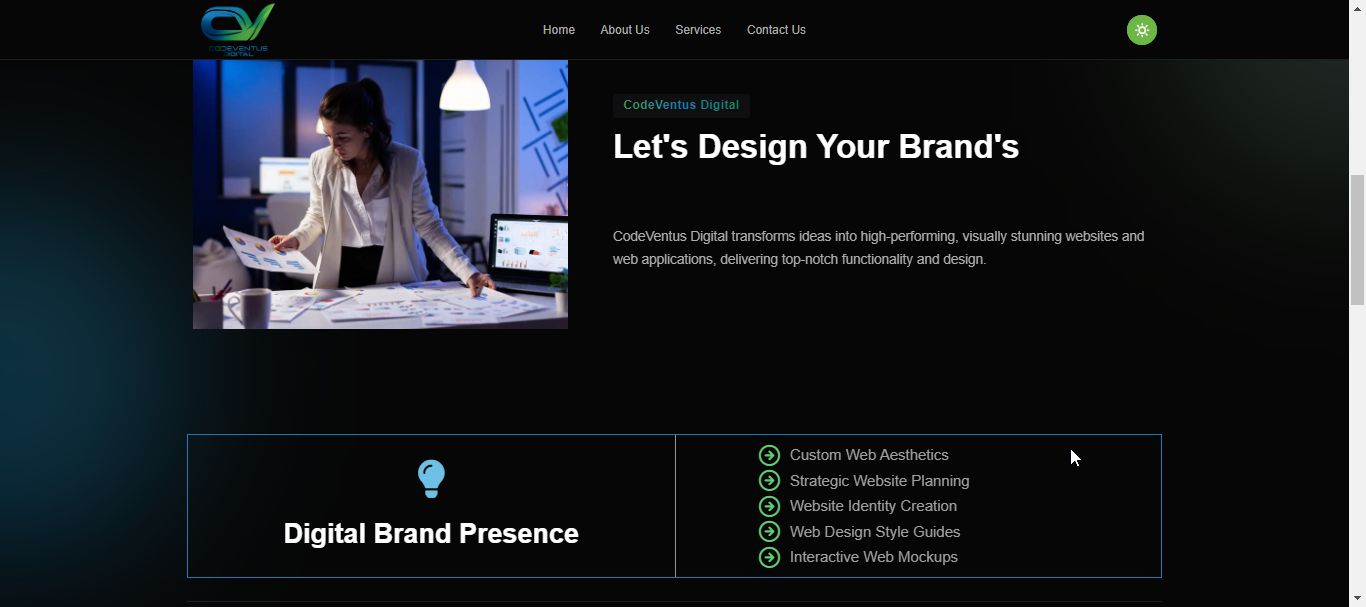 CODEVENTUS
DIGITAL
Home
About Us
Services
Contact Us
CodeVentus Digital
Let's Design Your Brand's
CodeVentus Digital transforms ideas into high-performing, visually stunning websites and
web applications, delivering top-notch functionality and design.
Digital Brand Presence
Custom Web Aesthetics
Strategic Website Planning
Website Identity Creation
Web Design Style Guides
Interactive Web Mockups